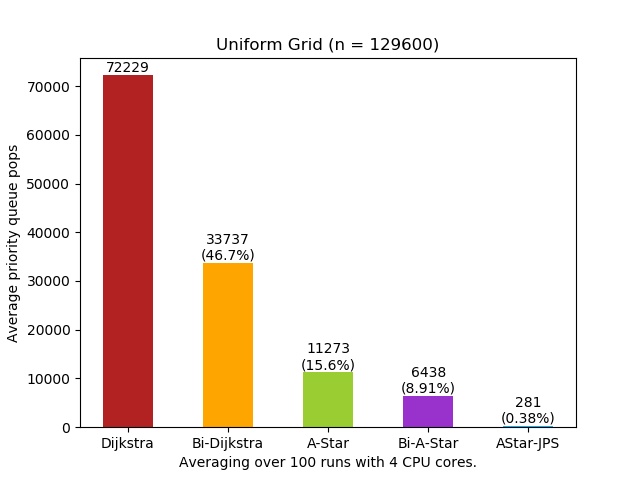 Uniform Grid (n = 129600)
Average priority queue pops
70000
60000
50000
40000
30000
20000
10000
0
72229
33737
(46.7%)
11273
(15.6%)
6438
(8.91%)
281
(0.38%)
Dijkstra
Bi-Dijkstra
A-Star
Bi-A-Star
AStar-JPS
Averaging over 100 runs with 4 CPU cores.